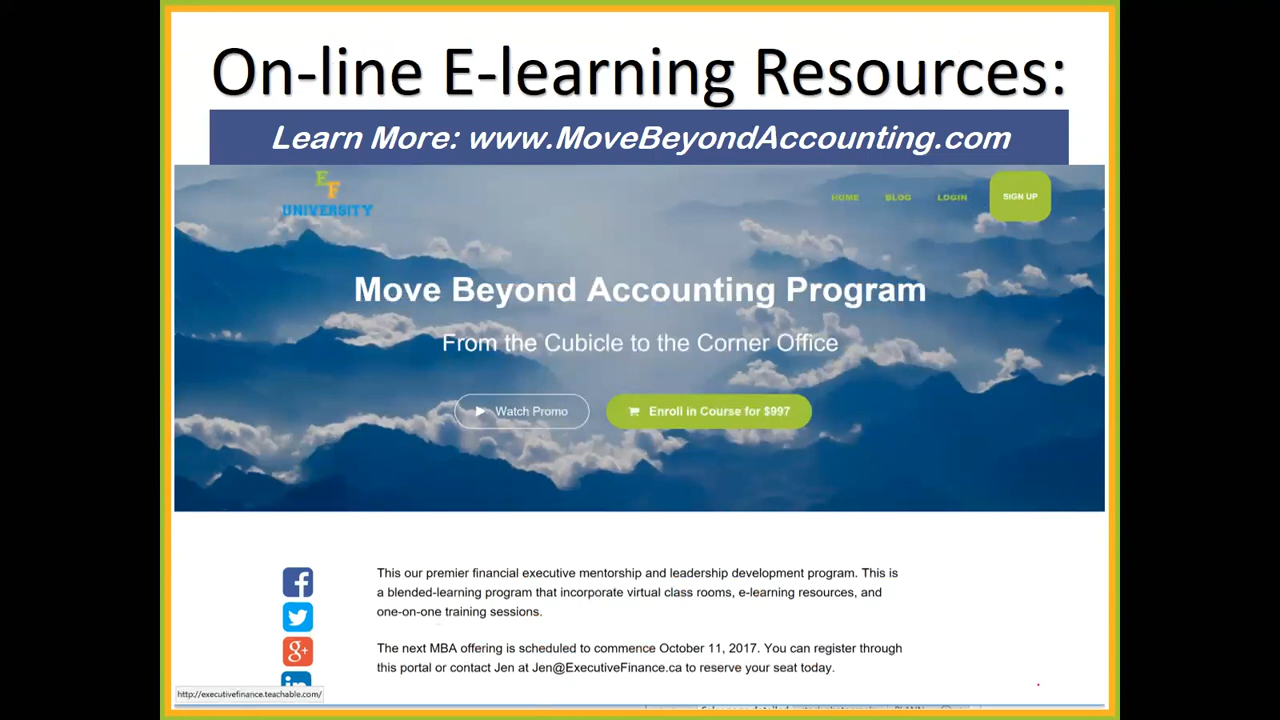 On-line E-learning Resources:
Learn More: www.MoveBeyondAccounting.com
EF
UNIVERSITY
HOME BLOG LOGIN SIGN UP
Move Beyond Accounting Program
From the Cubicle to the Corner Office
Watch Promo Enroll in Course for $997
This our premier financial executive mentorship and leadership development program. This is
a blended-learning program that incorporate virtual class rooms, e-learning resources, and
one-on-one training sessions.
The next MBA offering is scheduled to commence October 11, 2017. You can register through
this portal or contact Jen at Jen@ExecutiveFinance.ca to reserve your seat today.
http://executivefinance.teachable.com/